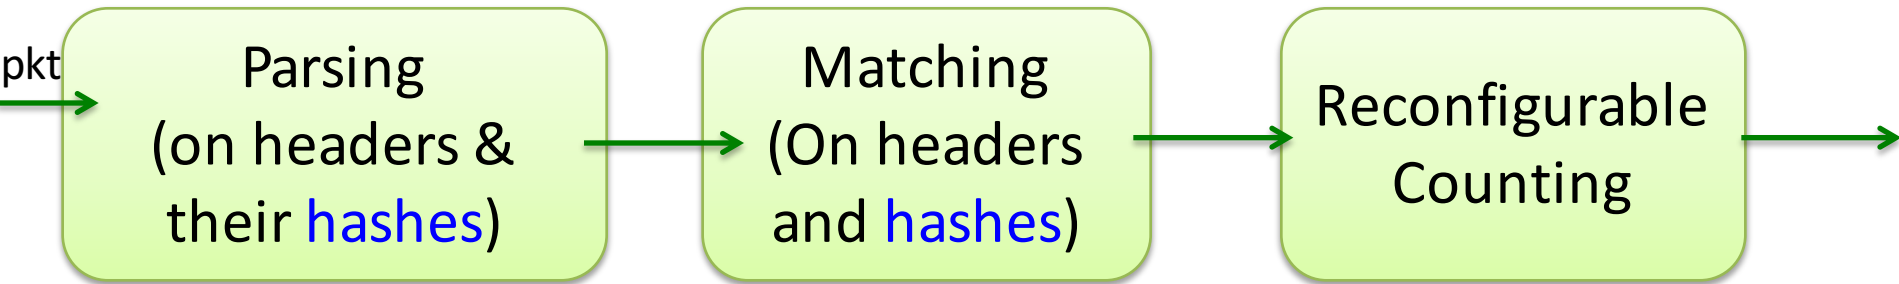 pkt
Parsing
(on headers &
their hashes)
Matching
(On headers
and hashes)
Reconfigurable
Counting